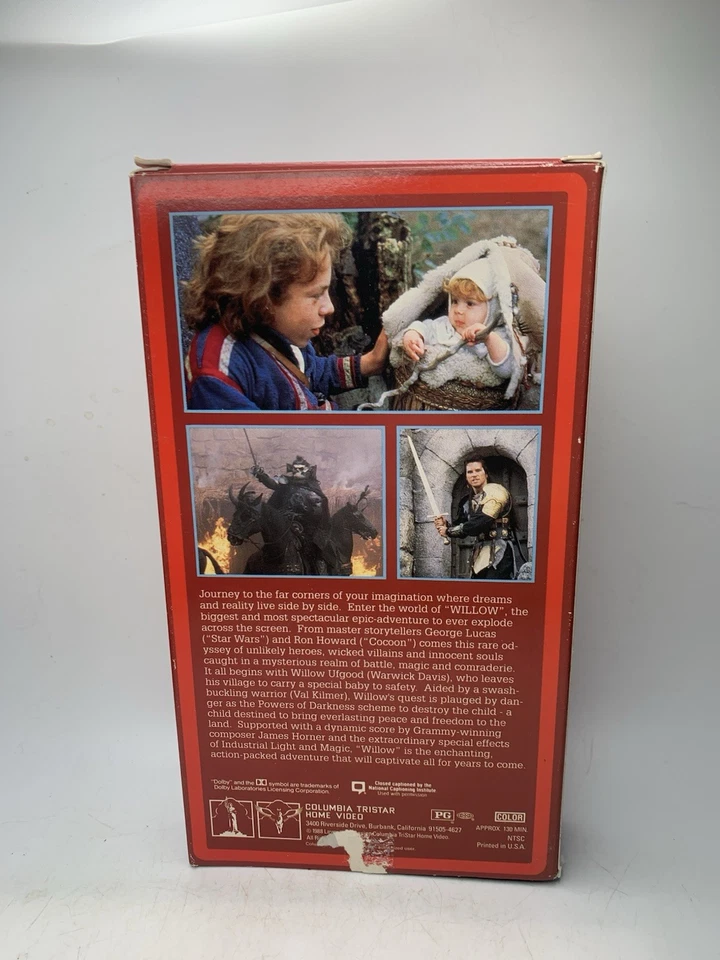 Journey to the far corners of your imagination where dreams
and reality live side by side. Enter the world of "WILLOW", the
biggest and most spectacular epic-adventure to ever explode
across the screen. From master storytellers George Lucas
("Star Wars") and Ron Howard ("Cocoon") comes this rare od-
yssey of unlikely heroes, wicked villains and innocent souls
caught in a mysterious realm of battle, magic and comraderie.
It all begins with Willow Ufgood (Warwick Davis), who leaves
his village to carry a special baby to safety. Aided by a swash-
buckling warrior (Val Kilmer), Willow's quest is plauged by dan-
ger as the Powers of Darkness scheme to destroy the child - a
child destined to bring everlasting peace and freedom to the
land. Supported with a dynamic score by Grammy-winning
composer James Horner and the extraordinary special effects
of Industrial Light and Magic, "Willow" is the enchanting,
action-packed adventure that will captivate all for years to come.
"Dolby" and the symbol are trademarks of
Dolby Laboratories Licensing Corporation.
Closed captioned by the
National Captioning Institute
Used with permission
COLUMBIA TRISTAR
HOME VIDEO
3400 Riverside Drive, Burbank, California 91505-4627
© 1988 Columbia TriStar Home Video.
PG
COLOR
APPROX. 130 MIN.
NTSC
Printed in U.S.A.